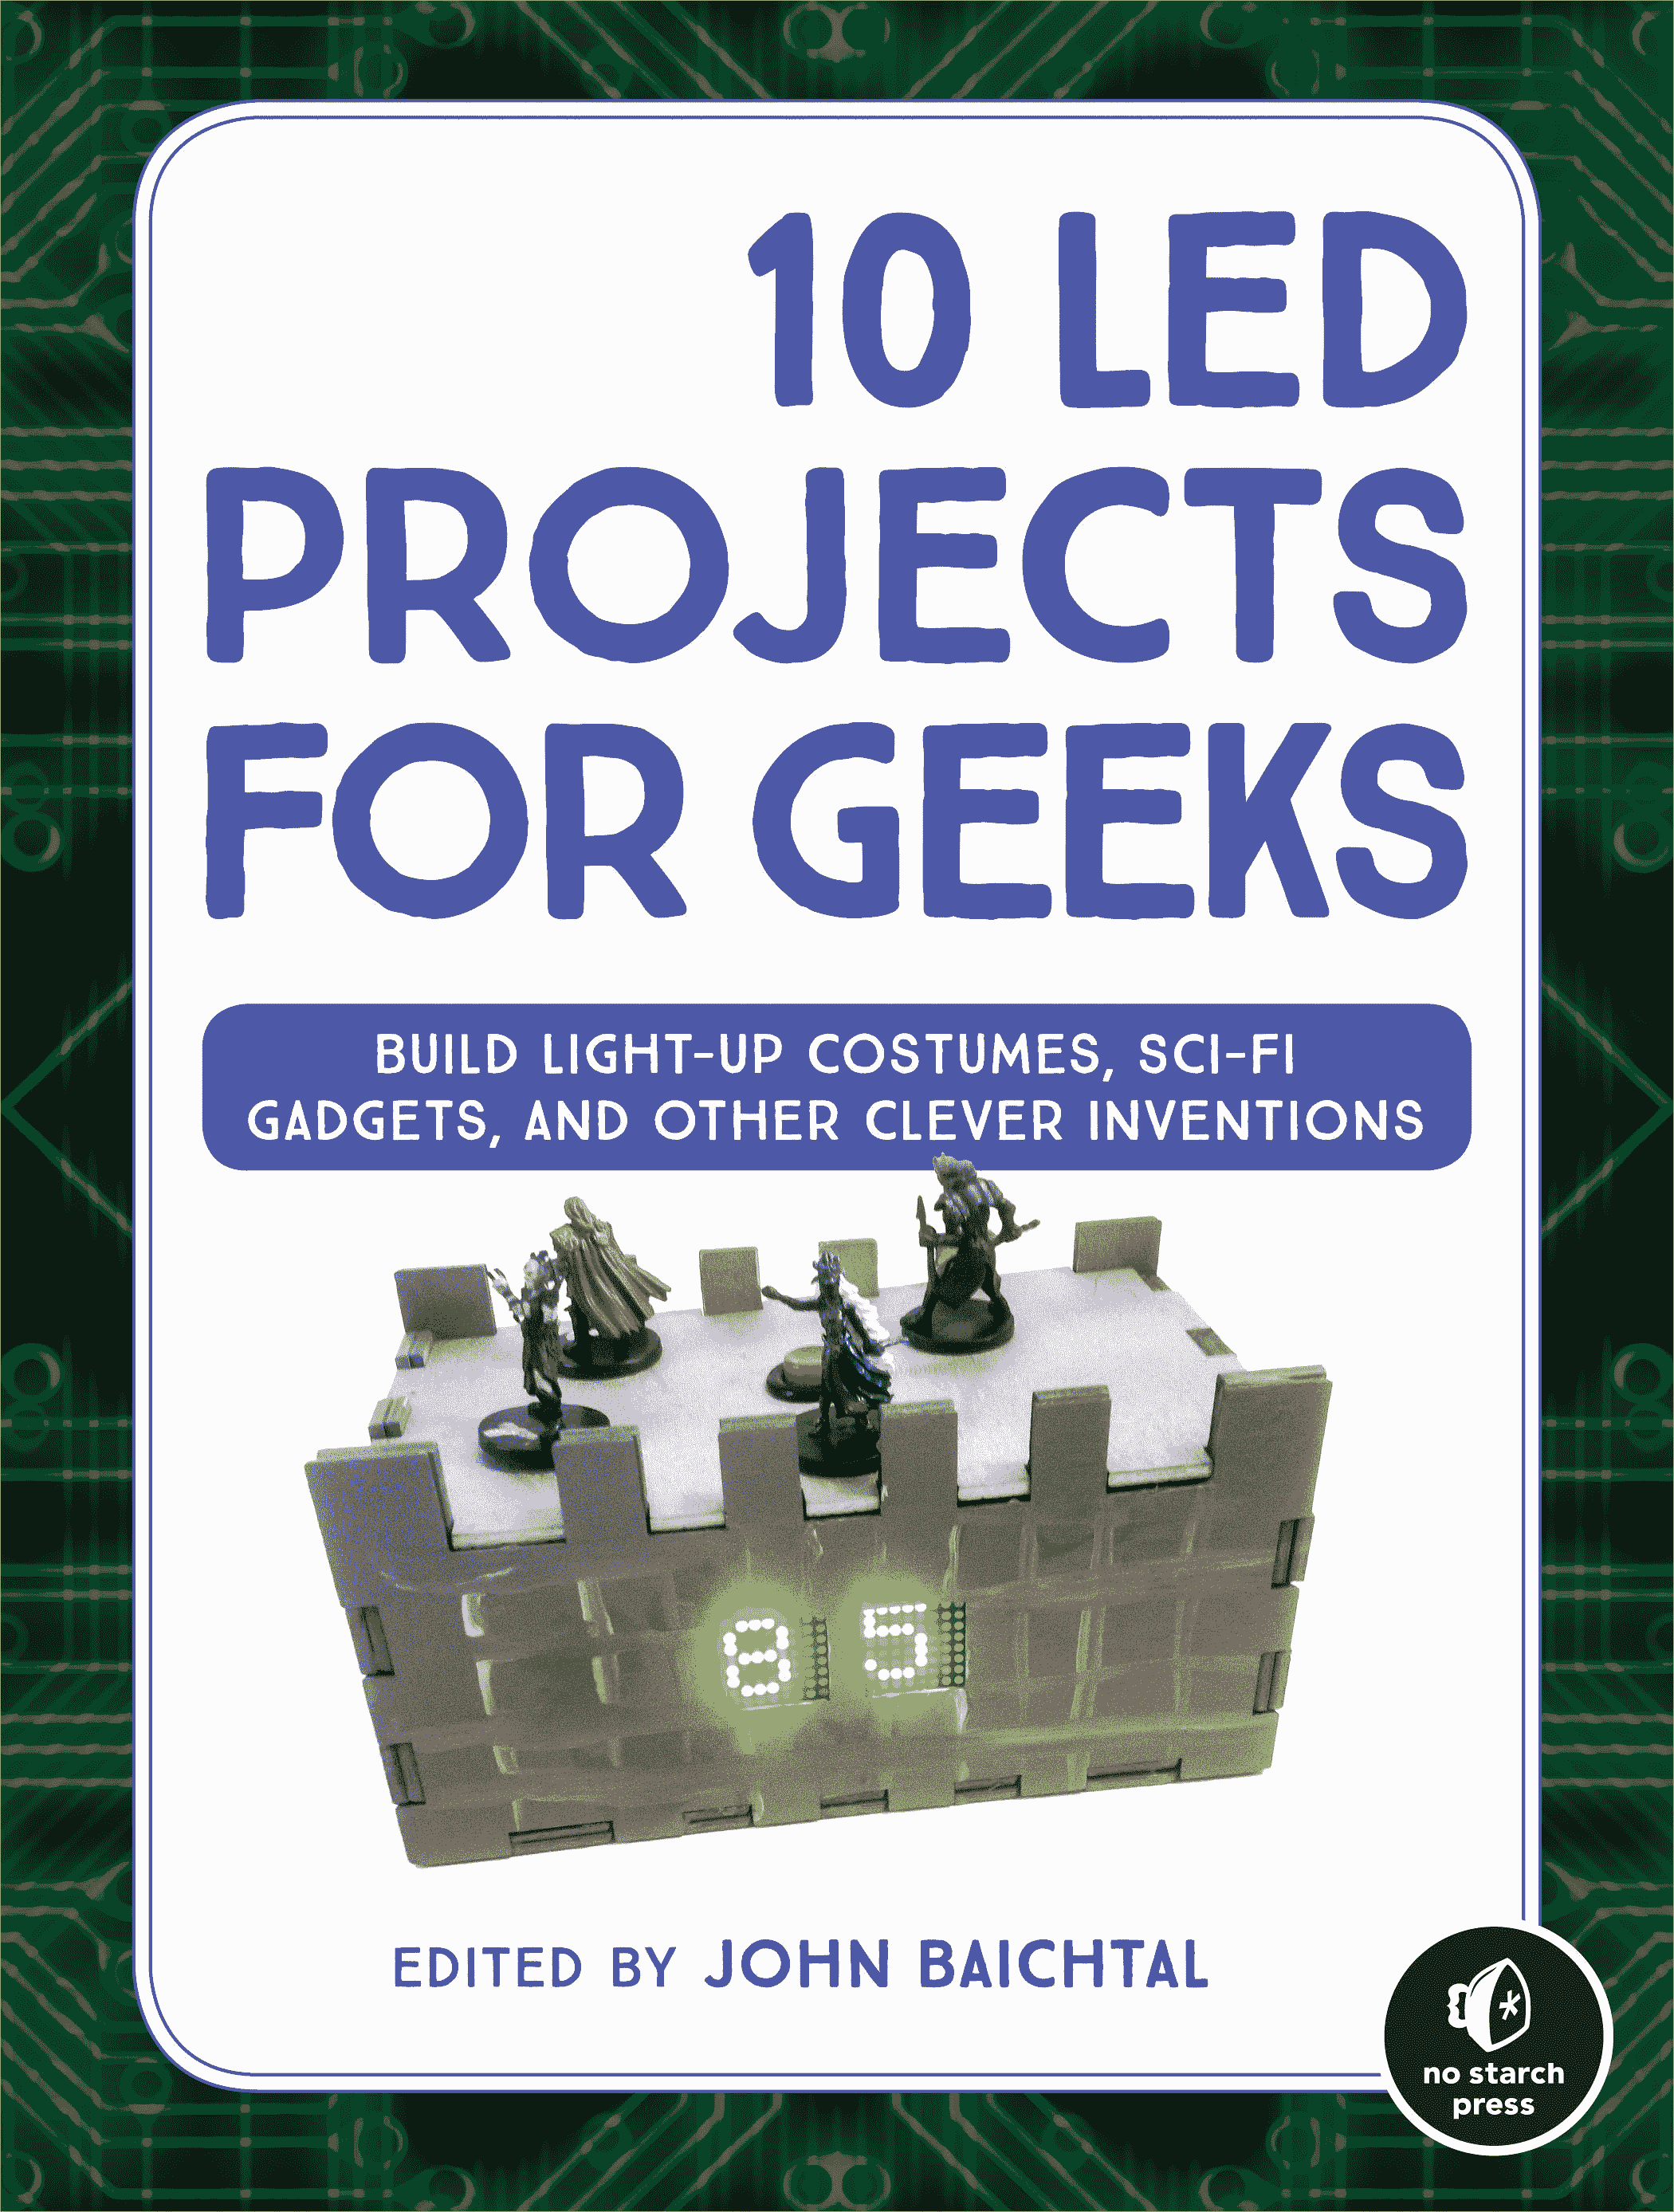 10 LED
PROJECTS
FOR GEEKS
BUILD LIGHT-UP COSTUMES, SCI-FI
GADGETS, AND OTHER CLEVER INVENTIONS
85
EDITED BY JOHN BAICHTAL
no starch
press